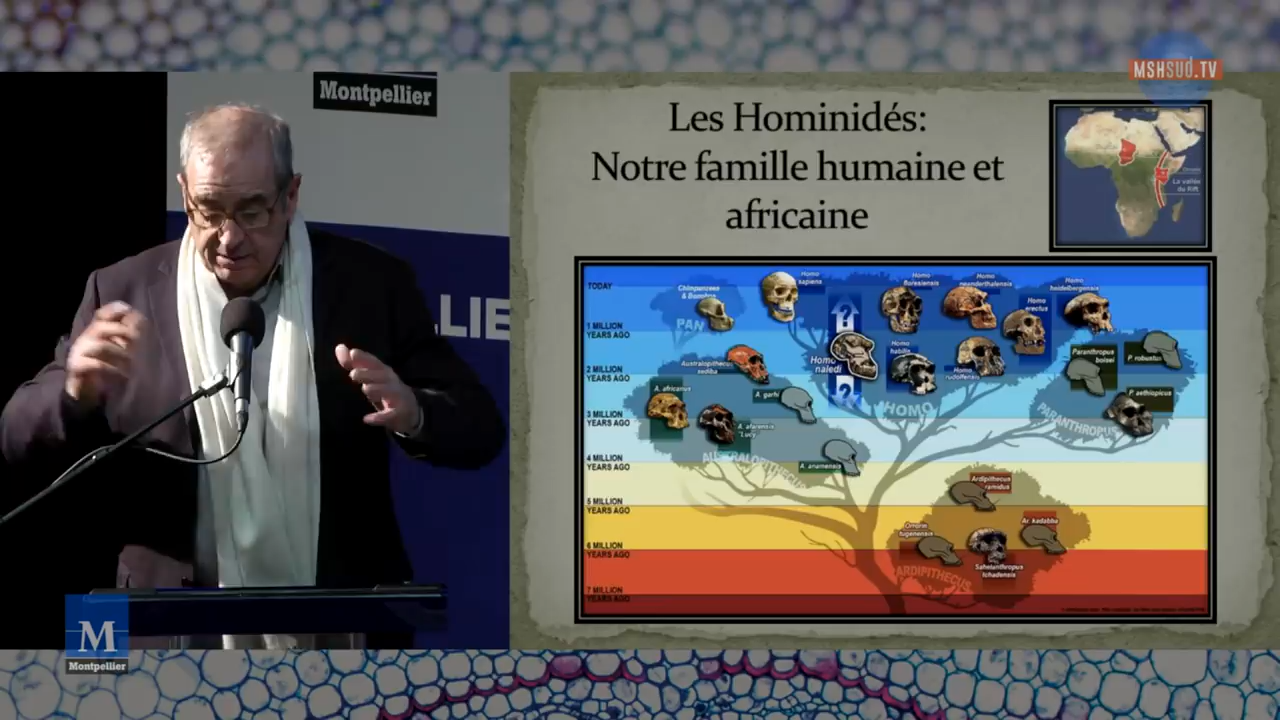 MSHSUD.TV
Montpellier
LIE
Les Hominidés:
Notre famille humaine et
africaine
La vallée
du Rift
TODAY
Chimpanzees
& Bonobos
PAN
Homo
sapiens
Homo
floresiensis
Homo
neanderthalensis
Homo
heidelbergensis
Homo
erectus
?
1 MILLION
YEARS AGO
Homo
naledi
Homo
habilis
Homo
rudolfensis
Australopithecus
sediba
Paranthropus
boisei
P. robustus
2 MILLION
YEARS AGO
?
A. africanus
A. garhi
HOMO
P. aethiopicus
PARANTHROPUS
3 MILLION
YEARS AGO
A. afarensis
"Lucy"
AUSTRALOPITHECUS
A. anamensis
4 MILLION
YEARS AGO
Ardipithecus
ramidus
5 MILLION
YEARS AGO
Orrorin
tugenensis
Ar. kadabba
6 MILLION
YEARS AGO
Sahelanthropus
tchadensis
ARDIPITHECUS
7 MILLION
YEARS AGO
M
Montpellier